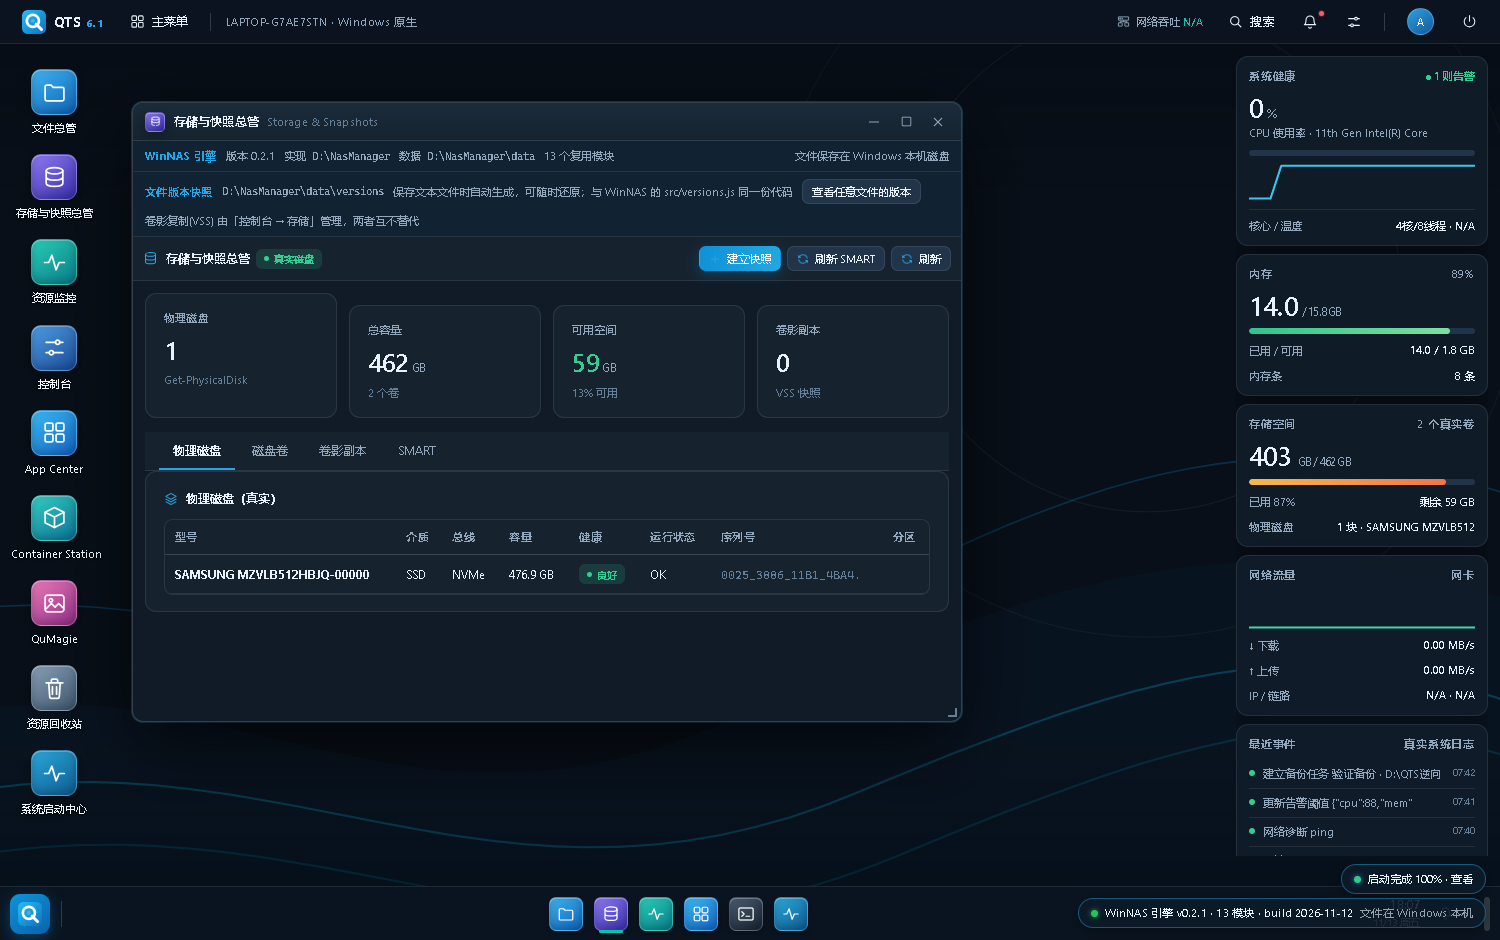 QTS 6.1 主菜单 LAPTOP-G7AE7STN · Windows 原生 网络吞吐 N/A 搜索 A
文件总管
存储与快照总管
资源监控
控制台
App Center
Container Station
QuMagie
资源回收站
系统启动中心
存储与快照总管 Storage & Snapshots
WinNAS 引擎 版本 0.2.1 实现 D:\NasManager 数据 D:\NasManager\data 13 个复用模块 文件保存在 Windows 本机磁盘
文件版本快照 D:\NasManager\data\versions 保存文本文件时自动生成，可随时还原；与 WinNAS 的 src/versions.js 同一份代码 查看任意文件的版本
卷影复制(VSS) 由「控制台 → 存储」管理，两者互不替代
存储与快照总管 真实磁盘 建立快照 刷新 SMART 刷新
物理磁盘
1
Get-PhysicalDisk
总容量
462 GB
2 个卷
可用空间
59 GB
13% 可用
卷影副本
0
VSS 快照
物理磁盘 磁盘卷 卷影副本 SMART
物理磁盘（真实）
型号 介质 总线 容量 健康 运行状态 序列号 分区
SAMSUNG MZVLB512HBJQ-00000 SSD NVMe 476.9 GB 良好 OK 0025_3886_11B1_4BA4.
系统健康 1 则告警
0 %
CPU 使用率 · 11th Gen Intel(R) Core
核心 / 温度 4核/8线程 · N/A
内存 89%
14.0 / 15.8GB
已用 / 可用 14.0 / 1.8 GB
内存条 8 条
存储空间 2 个真实卷
403 GB / 462GB
已用 87% 剩余 59 GB
物理磁盘 1 块 · SAMSUNG MZVLB512
网络流量 网卡
↓ 下载 0.00 MB/s
↑ 上传 0.00 MB/s
IP / 链路 N/A · N/A
最近事件 真实系统日志
建立备份任务 验证备份 · D:\QTS逆向 07:42
更新告警阈值 {"cpu":88,"mem" 07:41
网络诊断 ping 07:40
启动完成 100% · 查看
WinNAS 引擎 v0.2.1 · 13 模块 · build 2026-11-12 文件在 Windows 本机